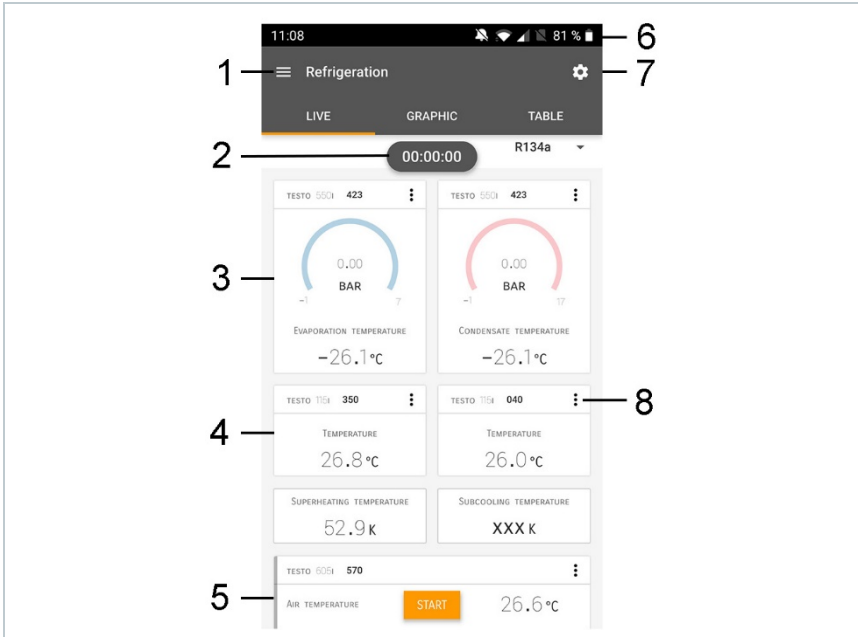 11:08 81 % 6
1 Refrigeration 7
LIVE GRAPHIC TABLE
2 00:00:00 R134a
TESTO 550i 423 TESTO 550i 423
3 0.00 0.00
BAR BAR
-1 7 -1 17
EVAPORATION TEMPERATURE CONDENSATE TEMPERATURE
-26.1 °C -26.1 °C
TESTO 115i 350 TESTO 115i 040 8
4 TEMPERATURE TEMPERATURE
26.8 °C 26.0 °C
SUPERHEATING TEMPERATURE SUBCOOLING TEMPERATURE
52.9 K XXX K
TESTO 605i 570
5 AIR TEMPERATURE START 26.6 °C